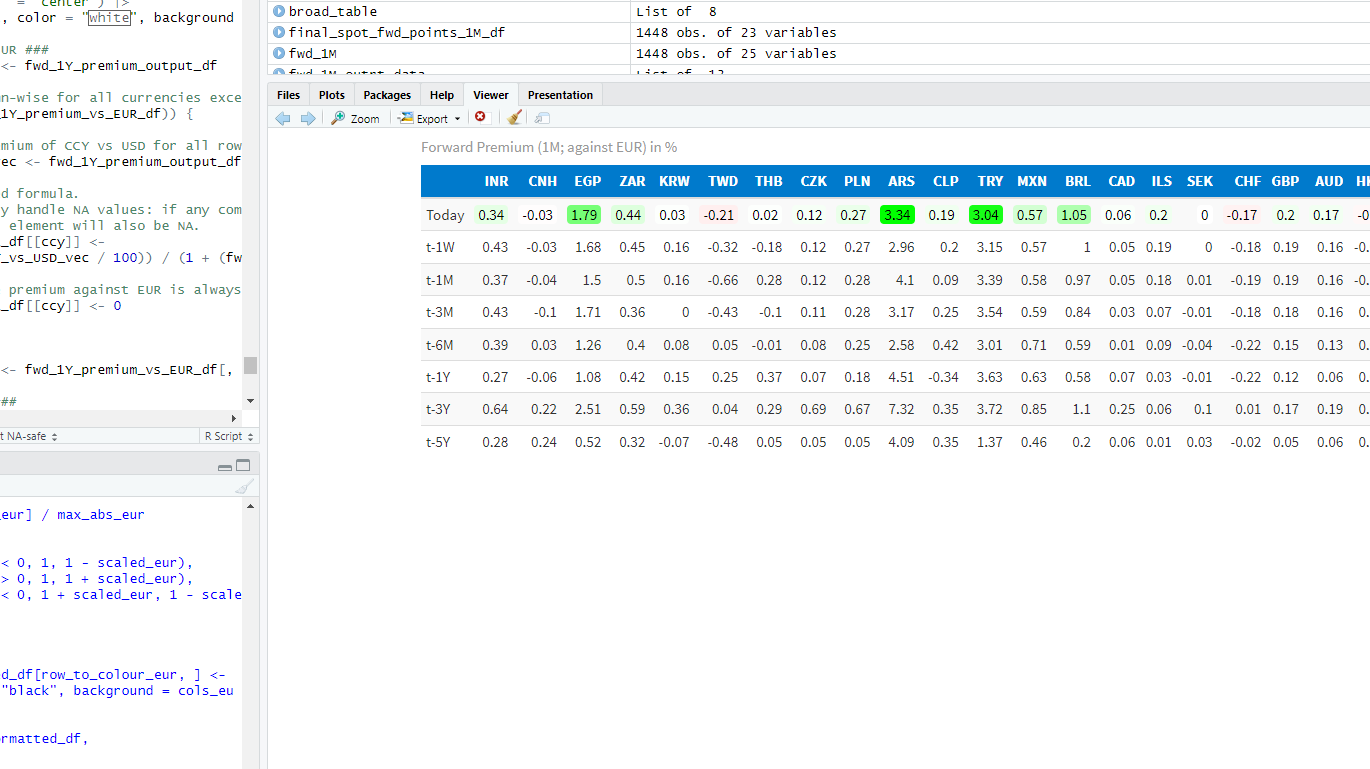 = "center") |>
, color = "white", background
UR ###
<- fwd_1Y_premium_output_df
n-wise for all currencies exce
_1Y_premium_vs_EUR_df)) {
mium of CCY vs USD for all row
ec <- fwd_1Y_premium_output_df
d formula.
y handle NA values: if any com
element will also be NA.
_df[[ccy]] <-
_vs_USD_vec / 100)) / (1 + (fw
premium against EUR is always
_df[[ccy]] <- 0
<- fwd_1Y_premium_vs_EUR_df[,
##
t NA-safe
R Script
eur] / max_abs_eur
< 0, 1, 1 - scaled_eur),
> 0, 1, 1 + scaled_eur),
< 0, 1 + scaled_eur, 1 - scale
d_df[row_to_colour_eur, ] <-
"black", background = cols_eu
rmatted_df,
broad_table List of 8
final_spot_fwd_points_1M_df 1448 obs. of 23 variables
fwd_1M 1448 obs. of 25 variables
Files Plots Packages Help Viewer Presentation
Zoom Export
Forward Premium (1M; against EUR) in %
INR CNH EGP ZAR KRW TWD THB CZK PLN ARS CLP TRY MXN BRL CAD ILS SEK CHF GBP AUD HK
Today 0.34 -0.03 1.79 0.44 0.03 -0.21 0.02 0.12 0.27 3.34 0.19 3.04 0.57 1.05 0.06 0.2 0 -0.17 0.2 0.17 -0
t-1W 0.43 -0.03 1.68 0.45 0.16 -0.32 -0.18 0.12 0.27 2.96 0.2 3.15 0.57 1 0.05 0.19 0 -0.18 0.19 0.16 -0.
t-1M 0.37 -0.04 1.5 0.5 0.16 -0.66 0.28 0.12 0.28 4.1 0.09 3.39 0.58 0.97 0.05 0.18 0.01 -0.19 0.19 0.16 -0.
t-3M 0.43 -0.1 1.71 0.36 0 -0.43 -0.1 0.11 0.28 3.17 0.25 3.54 0.59 0.84 0.03 0.07 -0.01 -0.18 0.18 0.16 0.
t-6M 0.39 0.03 1.26 0.4 0.08 0.05 -0.01 0.08 0.25 2.58 0.42 3.01 0.71 0.59 0.01 0.09 -0.04 -0.22 0.15 0.13 0.
t-1Y 0.27 -0.06 1.08 0.42 0.15 0.25 0.37 0.07 0.18 4.51 -0.34 3.63 0.63 0.58 0.07 0.03 -0.01 -0.22 0.12 0.06 0.
t-3Y 0.64 0.22 2.51 0.59 0.36 0.04 0.29 0.69 0.67 7.32 0.35 3.72 0.85 1.1 0.25 0.06 0.1 0.01 0.17 0.19 0.
t-5Y 0.28 0.24 0.52 0.32 -0.07 -0.48 0.05 0.05 0.05 4.09 0.35 1.37 0.46 0.2 0.06 0.01 0.03 -0.02 0.05 0.06 0.